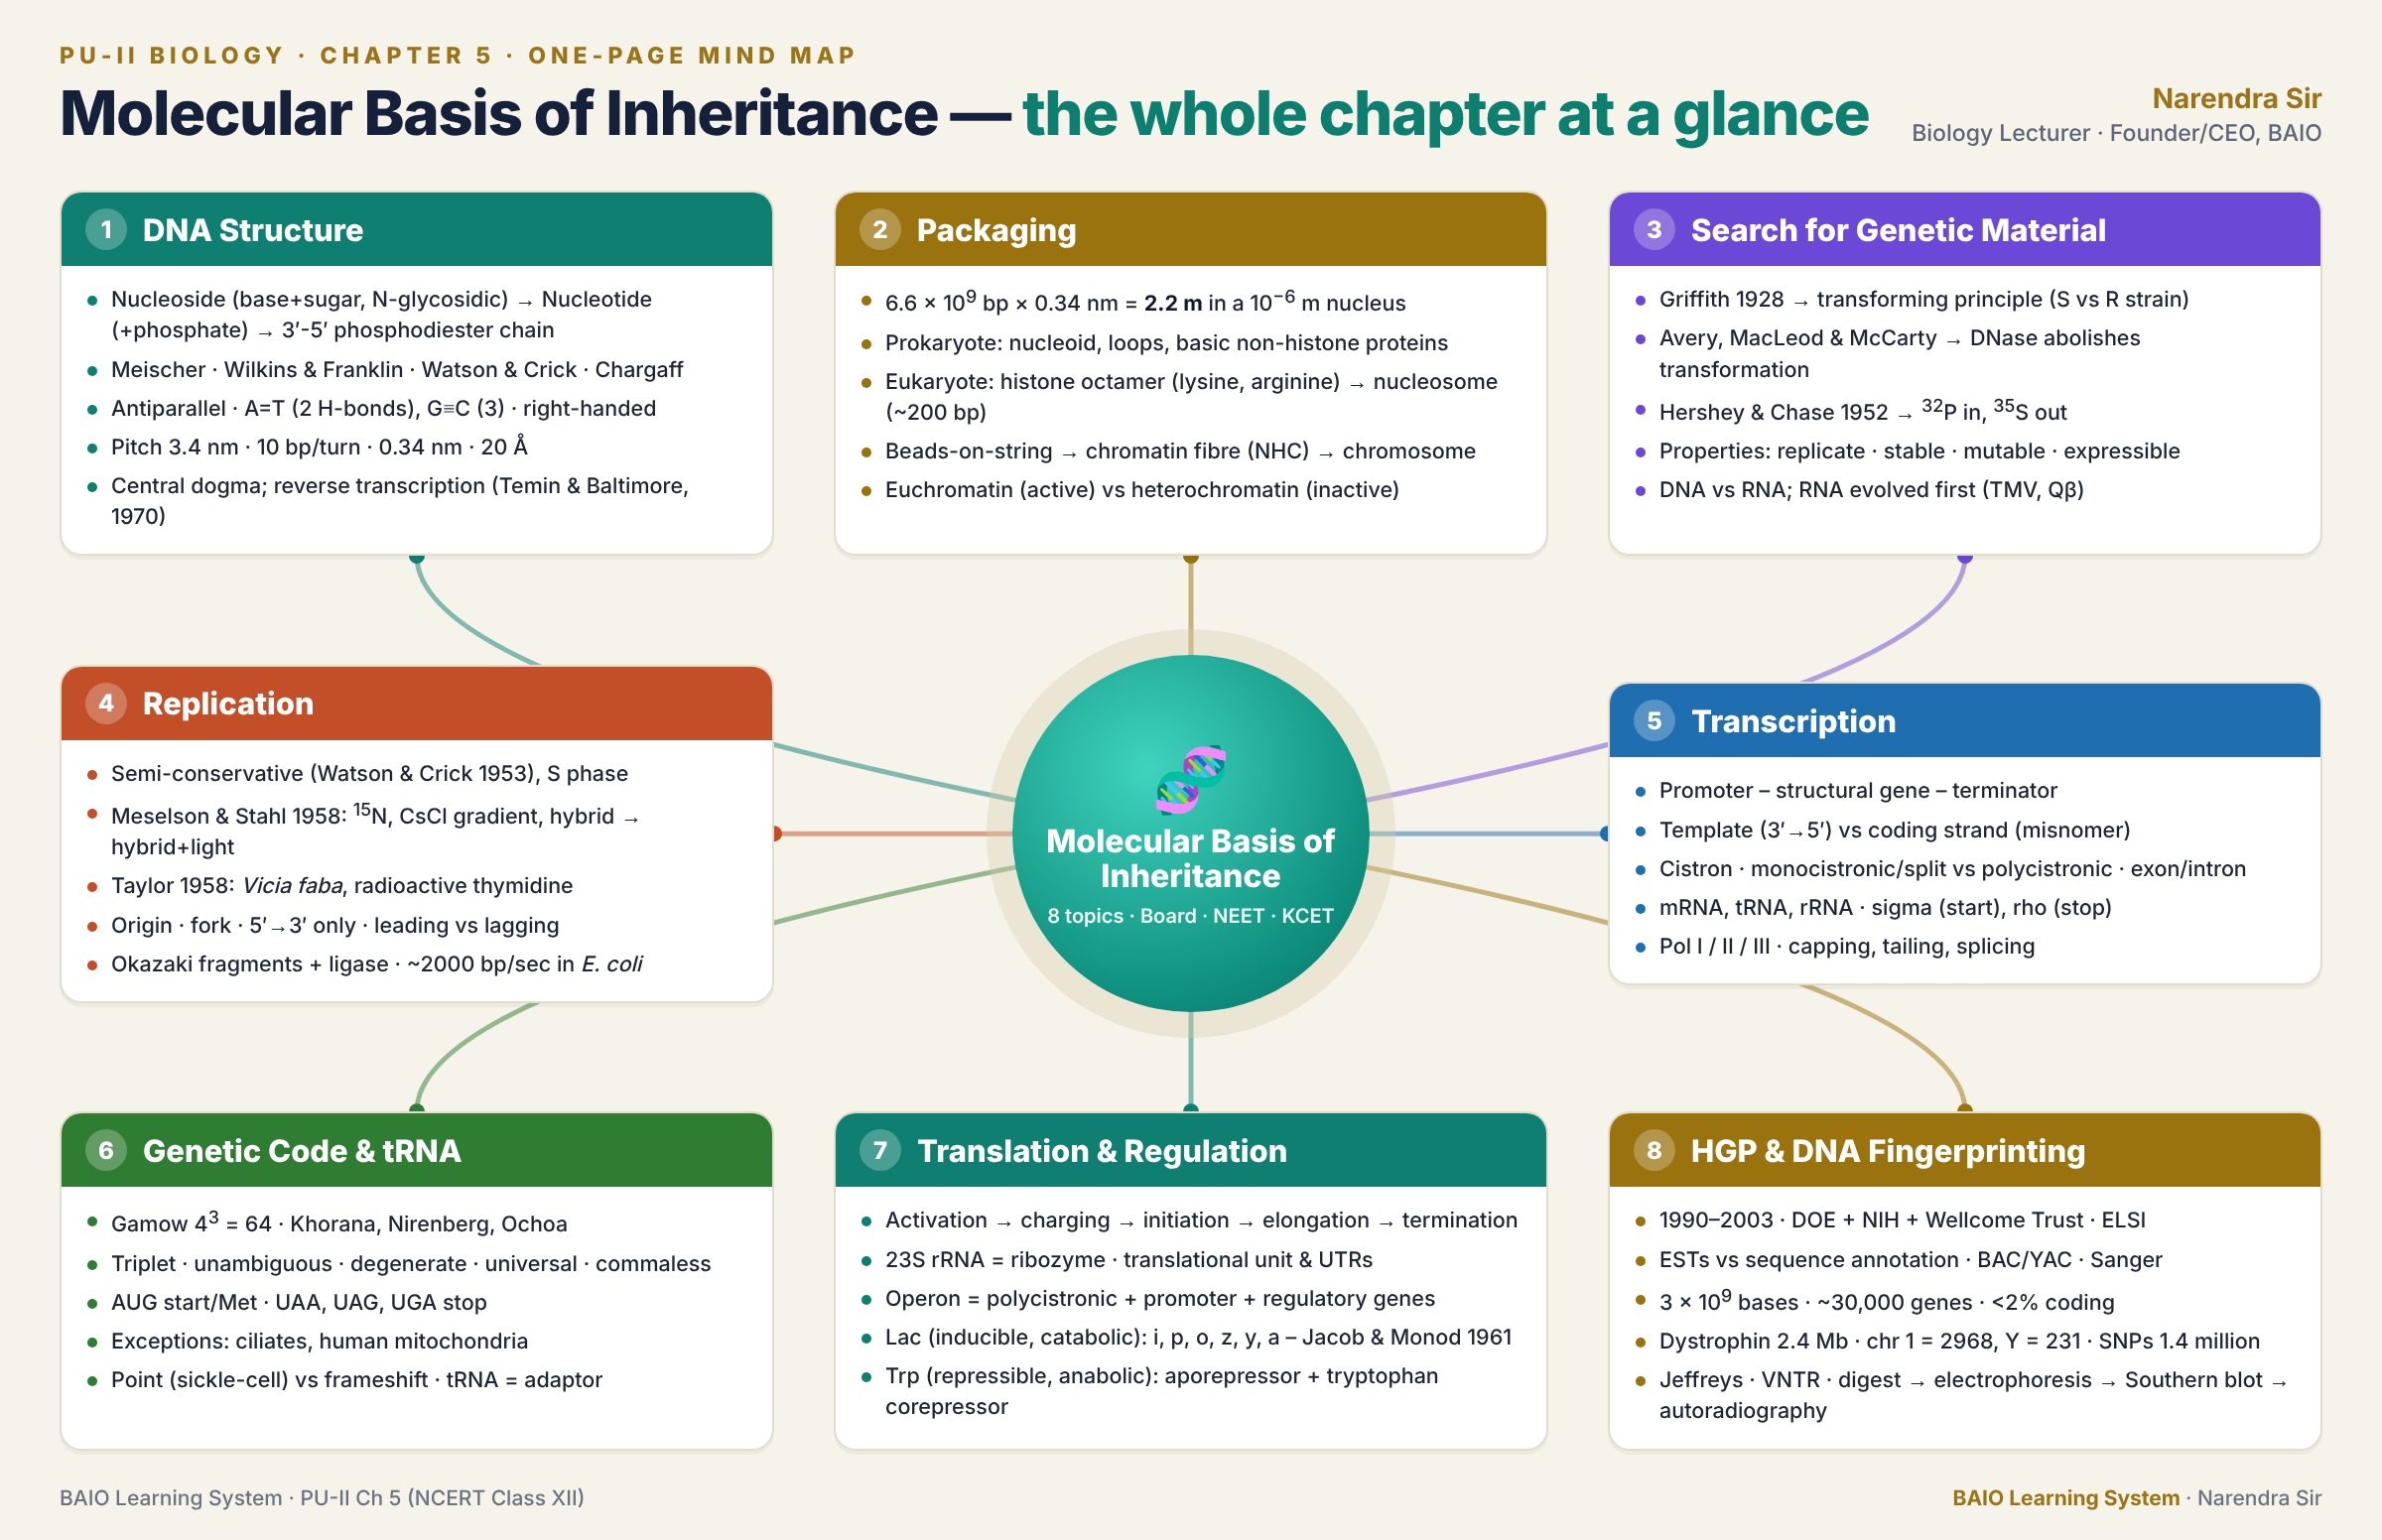 PU-II BIOLOGY · CHAPTER 5 · ONE-PAGE MIND MAP
Molecular Basis of Inheritance — the whole chapter at a glance
Narendra Sir
Biology Lecturer · Founder/CEO, BAIO
1 DNA Structure
Nucleoside (base+sugar, N-glycosidic) → Nucleotide
(+phosphate) → 3′-5′ phosphodiester chain
Meischer · Wilkins & Franklin · Watson & Crick · Chargaff
Antiparallel · A=T (2 H-bonds), G≡C (3) · right-handed
Pitch 3.4 nm · 10 bp/turn · 0.34 nm · 20 Å
Central dogma; reverse transcription (Temin & Baltimore,
1970)
2 Packaging
6.6 × 10⁹ bp × 0.34 nm = 2.2 m in a 10⁻⁶ m nucleus
Prokaryote: nucleoid, loops, basic non-histone proteins
Eukaryote: histone octamer (lysine, arginine) → nucleosome
(~200 bp)
Beads-on-string → chromatin fibre (NHC) → chromosome
Euchromatin (active) vs heterochromatin (inactive)
3 Search for Genetic Material
Griffith 1928 → transforming principle (S vs R strain)
Avery, MacLeod & McCarty → DNase abolishes
transformation
Hershey & Chase 1952 → ³²P in, ³⁵S out
Properties: replicate · stable · mutable · expressible
DNA vs RNA; RNA evolved first (TMV, Qβ)
4 Replication
Semi-conservative (Watson & Crick 1953), S phase
Meselson & Stahl 1958: ¹⁵N, CsCl gradient, hybrid →
hybrid+light
Taylor 1958: Vicia faba, radioactive thymidine
Origin · fork · 5′→3′ only · leading vs lagging
Okazaki fragments + ligase · ~2000 bp/sec in E. coli
Molecular Basis of
Inheritance
8 topics · Board · NEET · KCET
5 Transcription
Promoter – structural gene – terminator
Template (3′→5′) vs coding strand (misnomer)
Cistron · monocistronic/split vs polycistronic · exon/intron
mRNA, tRNA, rRNA · sigma (start), rho (stop)
Pol I / II / III · capping, tailing, splicing
6 Genetic Code & tRNA
Gamow 4³ = 64 · Khorana, Nirenberg, Ochoa
Triplet · unambiguous · degenerate · universal · commaless
AUG start/Met · UAA, UAG, UGA stop
Exceptions: ciliates, human mitochondria
Point (sickle-cell) vs frameshift · tRNA = adaptor
7 Translation & Regulation
Activation → charging → initiation → elongation → termination
23S rRNA = ribozyme · translational unit & UTRs
Operon = polycistronic + promoter + regulatory genes
Lac (inducible, catabolic): i, p, o, z, y, a – Jacob & Monod 1961
Trp (repressible, anabolic): aporepressor + tryptophan
corepressor
8 HGP & DNA Fingerprinting
1990–2003 · DOE + NIH + Wellcome Trust · ELSI
ESTs vs sequence annotation · BAC/YAC · Sanger
3 × 10⁹ bases · ~30,000 genes · <2% coding
Dystrophin 2.4 Mb · chr 1 = 2968, Y = 231 · SNPs 1.4 million
Jeffreys · VNTR · digest → electrophoresis → Southern blot →
autoradiography
BAIO Learning System · PU-II Ch 5 (NCERT Class XII)
BAIO Learning System · Narendra Sir